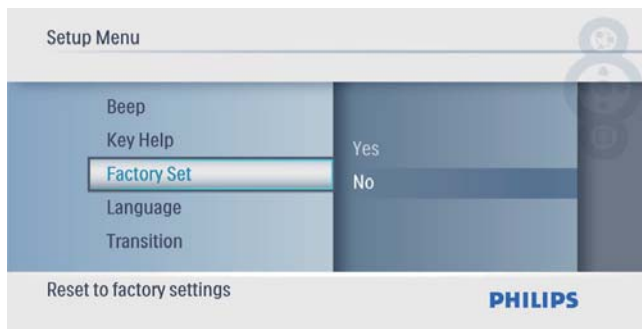 Setup Menu
Beep
Key Help
Factory Set
Language
Transition
Yes
No
Reset to factory settings
PHILIPS